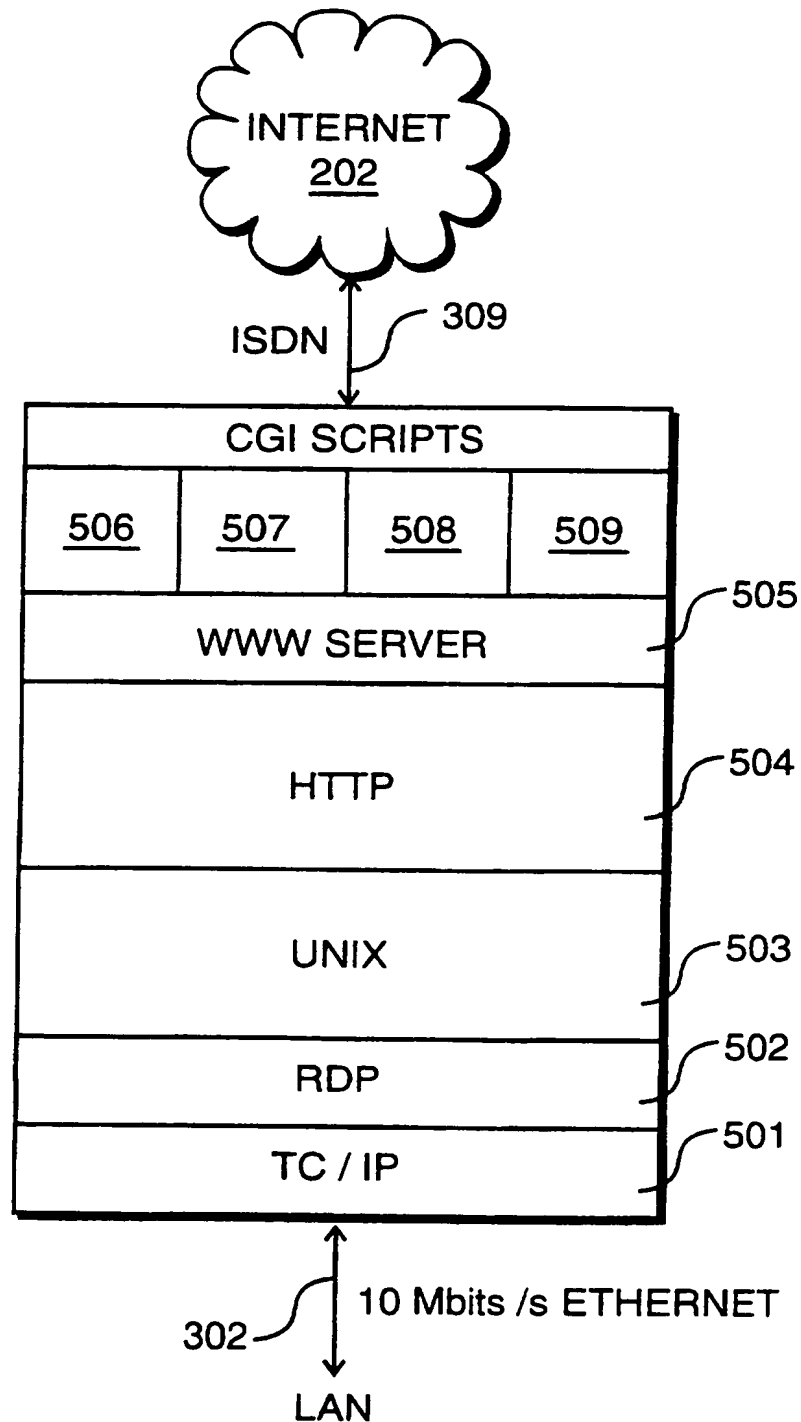 INTERNET
202
ISDN
309
CGI SCRIPTS
506 507 508 509
505
WWW SERVER
504
HTTP
503
UNIX
502
RDP
501
TC / IP
302
10 Mbits /s ETHERNET
LAN